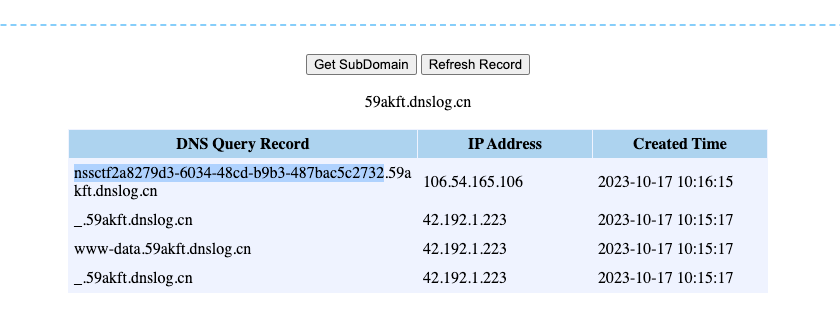 Get SubDomain Refresh Record
59akft.dnslog.cn
DNS Query Record IP Address Created Time
nssctf2a8279d3-6034-48cd-b9b3-487bac5c2732.59a
kft.dnslog.cn 106.54.165.106 2023-10-17 10:16:15
_.59akft.dnslog.cn 42.192.1.223 2023-10-17 10:15:17
www-data.59akft.dnslog.cn 42.192.1.223 2023-10-17 10:15:17
_.59akft.dnslog.cn 42.192.1.223 2023-10-17 10:15:17